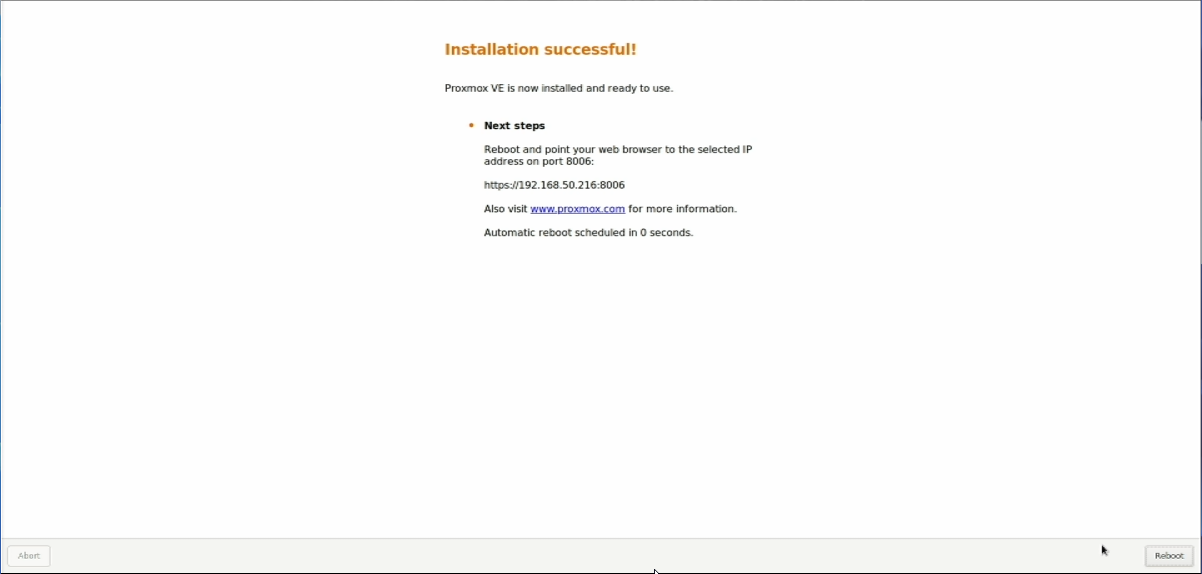 Installation successful!
Proxmox VE is now installed and ready to use.
Next steps
Reboot and point your web browser to the selected IP
address on port 8006:
https://192.168.50.216:8006
Also visit www.proxmox.com for more information.
Automatic reboot scheduled in 0 seconds.
Abort
Reboot